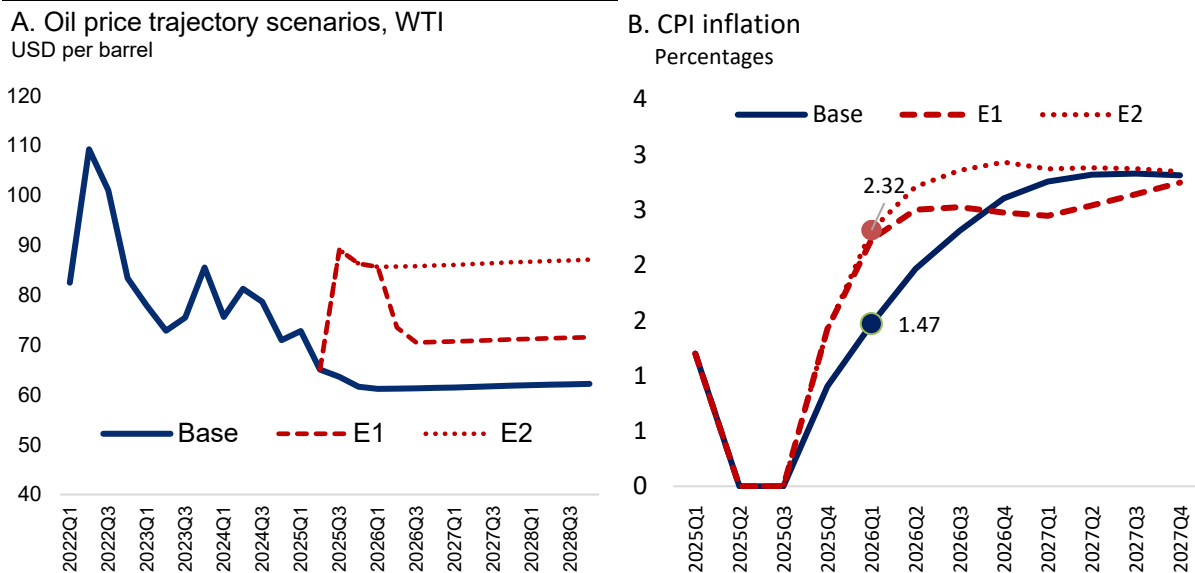 A. Oil price trajectory scenarios, WTI
USD per barrel
120
110
100
90
80
70
60
50
40
Base
E1
E2
2022Q1
2022Q3
2023Q1
2023Q3
2024Q1
2024Q3
2025Q1
2025Q3
2026Q1
2026Q3
2027Q1
2027Q3
2028Q1
2028Q3
B. CPI inflation
Percentages
4
3
3
2
2
1
1
0
Base
E1
E2
2.32
1.47
2025Q1
2025Q2
2025Q3
2025Q4
2026Q1
2026Q2
2026Q3
2026Q4
2027Q1
2027Q2
2027Q3
2027Q4